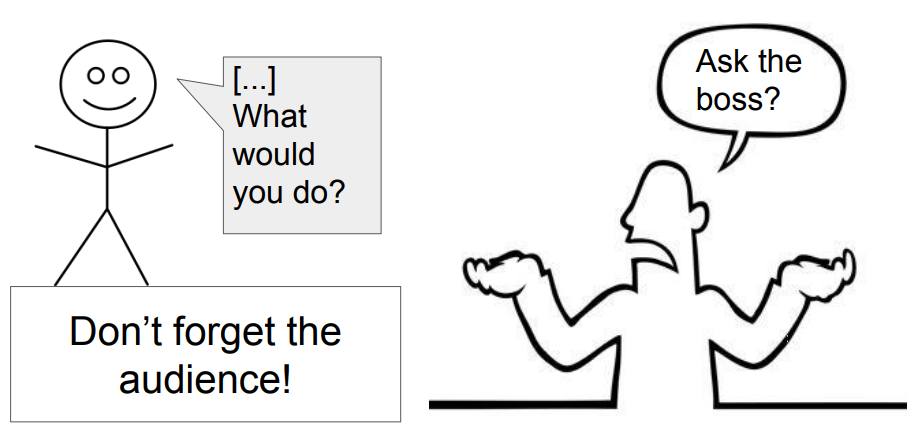 [...]
What
would
you do?
Don’t forget the
audience!
Ask the
boss?